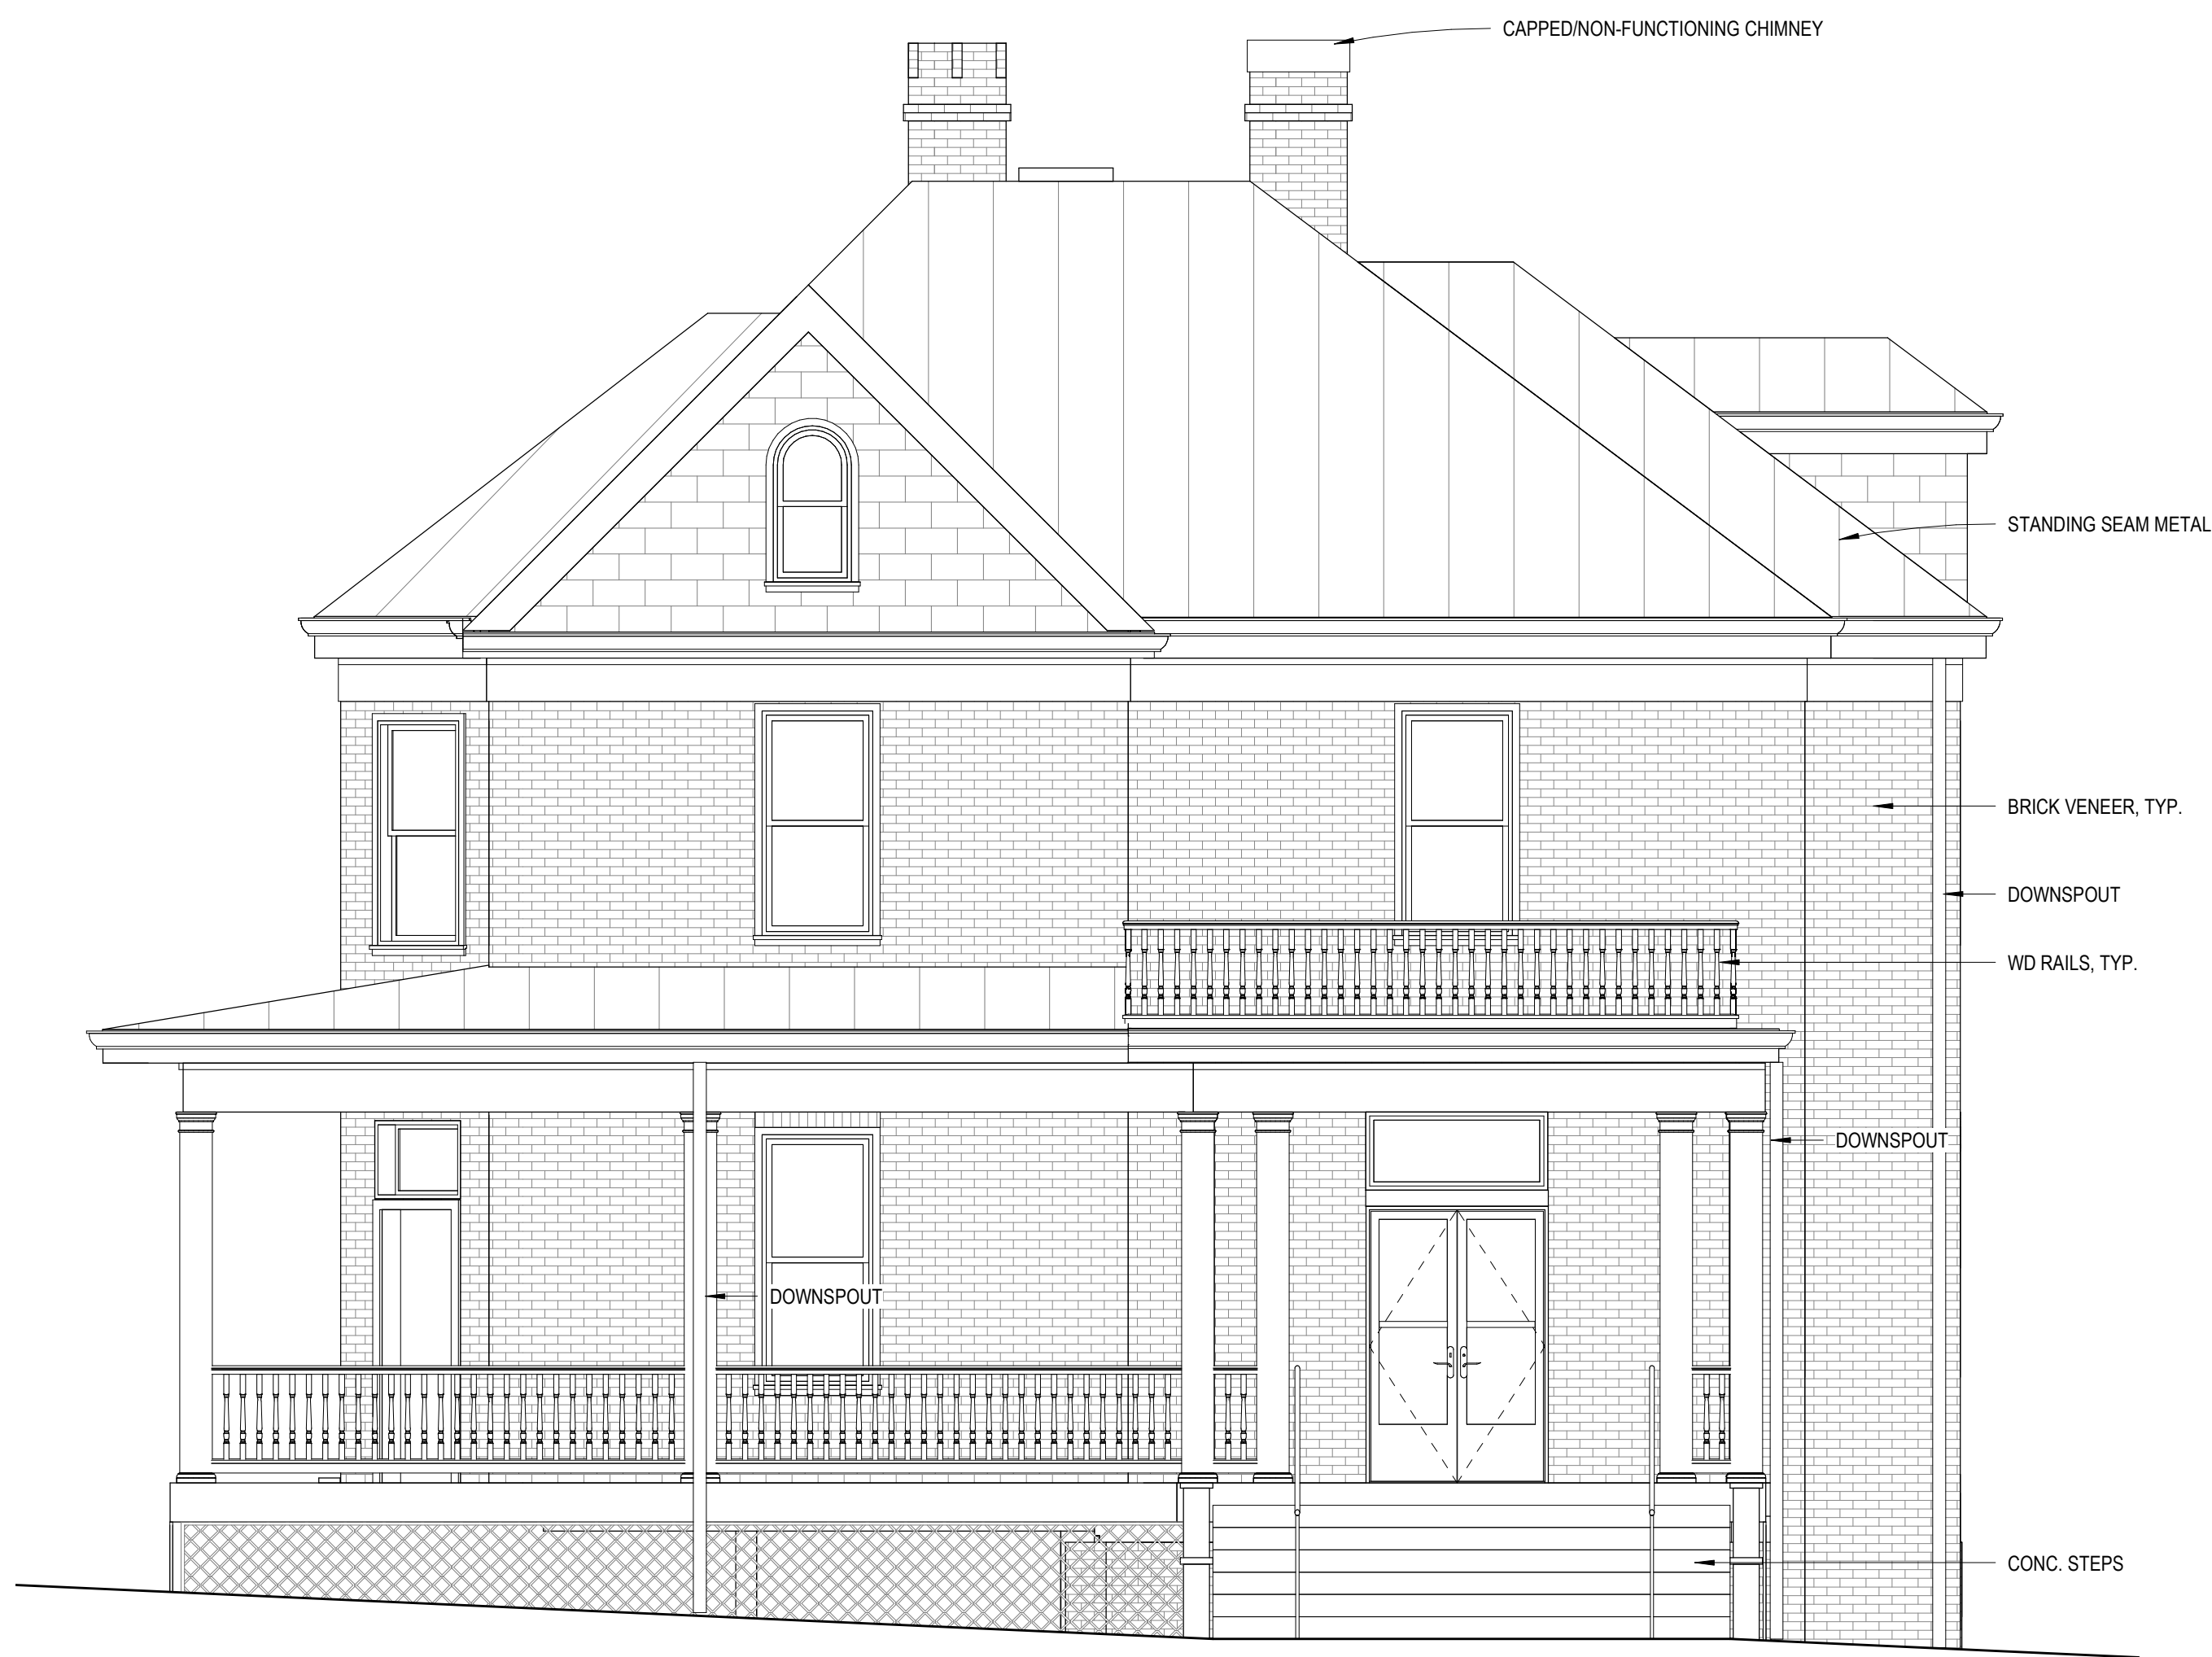 CAPPED/NON-FUNCTIONING CHIMNEY
STANDING SEAM METAL
BRICK VENEER, TYP.
DOWNSPOUT
WD RAILS, TYP.
DOWNSPOUT
DOWNSPOUT
CONC. STEPS